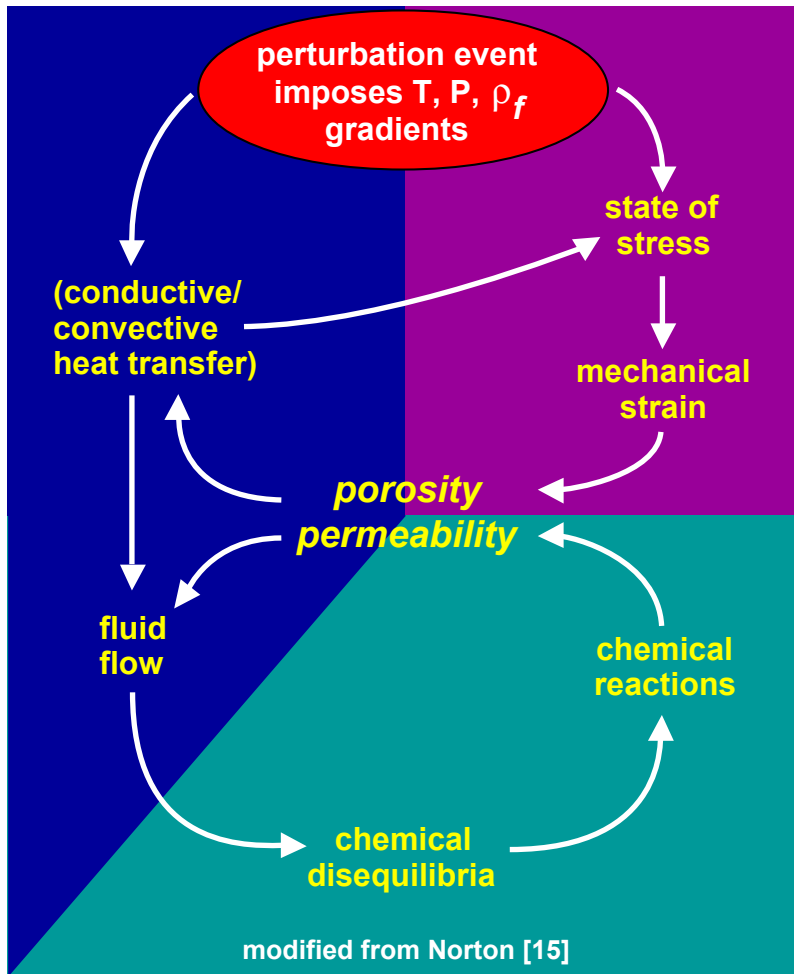 perturbation event
imposes T, P, ρf
gradients
state of
stress
(conductive/
convective
heat transfer)
mechanical
strain
porosity
permeability
fluid
flow
chemical
reactions
chemical
disequilibria
modified from Norton [15]